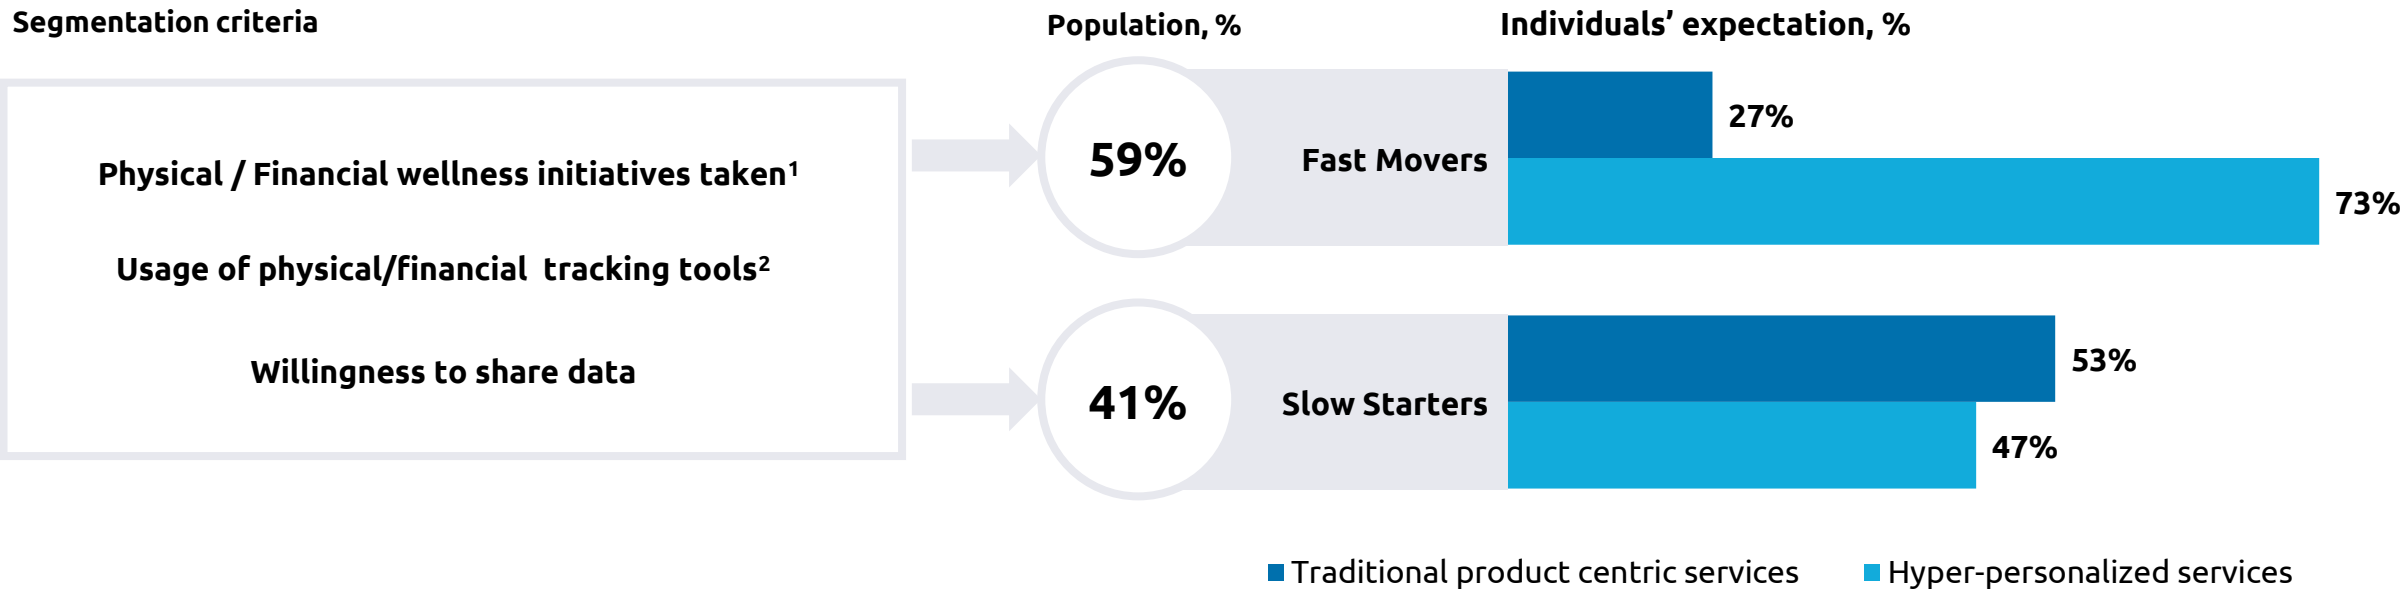 Segmentation criteria
Population, %
Individuals’ expectation, %
Physical / Financial wellness initiatives taken¹
Usage of physical/financial tracking tools²
Willingness to share data
59%
Fast Movers
27%
73%
41%
Slow Starters
53%
47%
Traditional product centric services
Hyper-personalized services